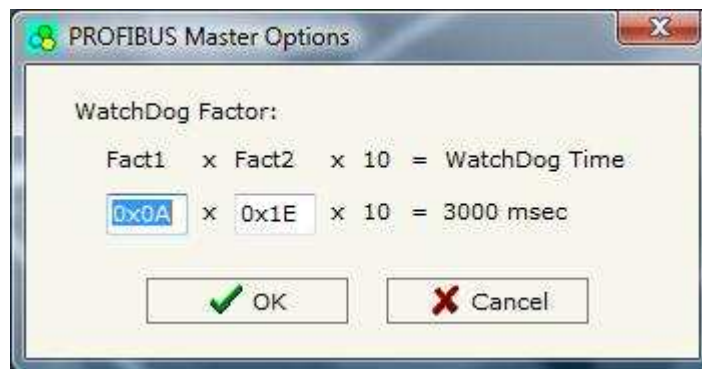 PROFIBUS Master Options
WatchDog Factor:
Fact1 x Fact2 x 10 = WatchDog Time
0x0A x 0x1E x 10 = 3000 msec
OK Cancel